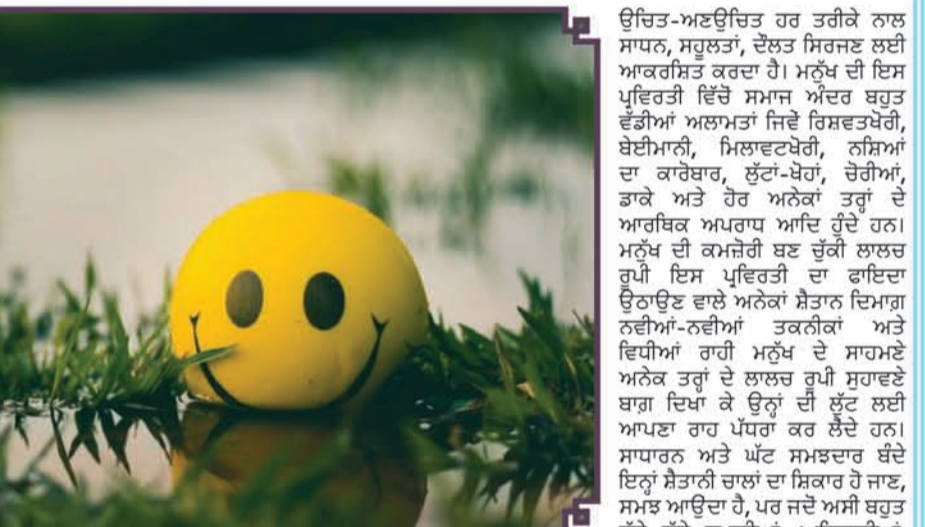 ਉਚਿਤ-ਅਣਉਚਿਤ ਹਰ ਤਰੀਕੇ ਨਾਲ
ਸਾਧਨ, ਸਹੂਲਤਾਂ, ਦੌਲਤ ਸਿਰਜਣ ਲਈ
ਆਕਰਸ਼ਿਤ ਕਰਦਾ ਹੈ। ਮਨੁੱਖ ਦੀ ਇਸ
ਪ੍ਰਵਿਰਤੀ ਵਿੱਚੋਂ ਸਮਾਜ ਅੰਦਰ ਬਹੁਤ
ਵੱਡੀਆਂ ਅਲਾਮਤਾਂ ਜਿਵੇਂ ਰਿਸ਼ਵਤਖੋਰੀ,
ਬੇਈਮਾਨੀ, ਮਿਲਾਵਟਖੋਰੀ, ਨਸ਼ਿਆਂ
ਦਾ ਕਾਰੋਬਾਰ, ਲੁੱਟਾਂ-ਖੋਹਾਂ, ਚੋਰੀਆਂ,
ਡਾਕੇ ਅਤੇ ਹੋਰ ਅਨੇਕਾਂ ਤਰ੍ਹਾਂ ਦੇ
ਆਰਥਿਕ ਅਪਰਾਧ ਆਦਿ ਹੁੰਦੇ ਹਨ।
ਮਨੁੱਖ ਦੀ ਕਮਜ਼ੋਰੀ ਬਣ ਚੁੱਕੀ ਲਾਲਚ
ਰੂਪੀ ਇਸ ਪ੍ਰਵਿਰਤੀ ਦਾ ਫਾਇਦਾ
ਉਠਾਉਣ ਵਾਲੇ ਅਨੇਕਾਂ ਸ਼ੈਤਾਨ ਦਿਮਾਗ਼
ਨਵੀਆਂ-ਨਵੀਆਂ ਤਕਨੀਕਾਂ ਅਤੇ
ਵਿਧੀਆਂ ਰਾਹੀ ਮਨੁੱਖ ਦੇ ਸਾਹਮਣੇ
ਅਨੇਕ ਤਰ੍ਹਾਂ ਦੇ ਲਾਲਚ ਰੂਪੀ ਸੁਹਾਵਣੇ
ਬਾਗ਼ ਦਿਖਾ ਕੇ ਉਨ੍ਹਾਂ ਦੀ ਲੁੱਟ ਲਈ
ਆਪਣਾ ਰਾਹ ਪੱਧਰਾ ਕਰ ਲੈਂਦੇ ਹਨ।
ਸਾਧਾਰਨ ਅਤੇ ਘੱਟ ਸਮਝਦਾਰ ਬੰਦੇ
ਇਨ੍ਹਾਂ ਸ਼ੈਤਾਨੀ ਚਾਲਾਂ ਦਾ ਸ਼ਿਕਾਰ ਹੋ ਜਾਣ,
ਸਮਝ ਆਉਂਦਾ ਹੈ, ਪਰ ਜਦੋਂ ਅਸੀ ਬਹੁਤ